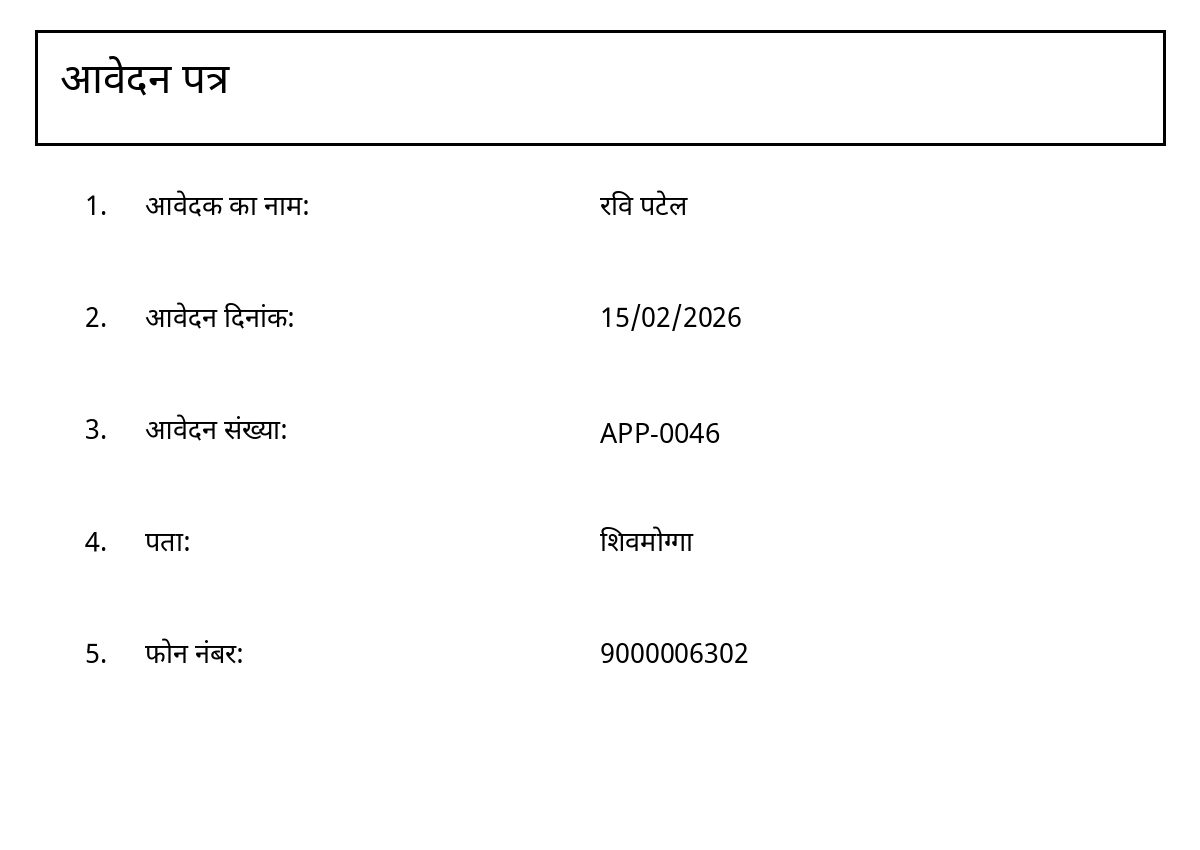 आवेदन पत्र
1. आवेदक का नाम: रवि पटेल
2. आवेदन दिनांक: 15/02/2026
3. आवेदन संख्या: APP-0046
4. पता: शिवमोग्गा
5. फोन नंबर: 9000006302